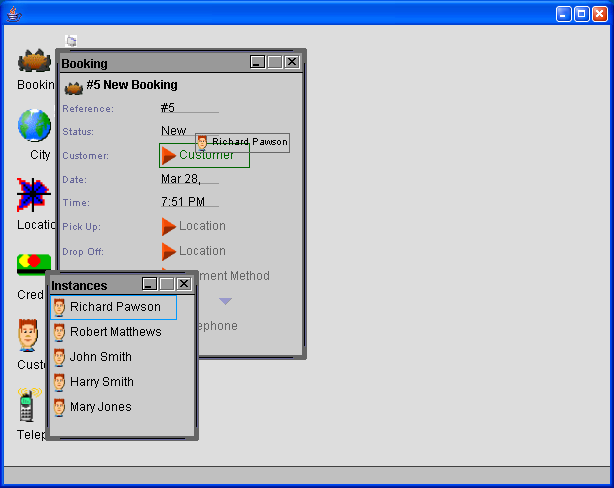 Booking
#5 New Booking
Reference: #5
Status: New
Richard Pawson
Customer: Customer
Date: Mar 28,
Time: 7:51 PM
Pick Up: Location
Drop Off: Location
ment Method
ephone
Bookin
City
Locatio
Cred
Custo
Telep
Instances
Richard Pawson
Robert Matthews
John Smith
Harry Smith
Mary Jones